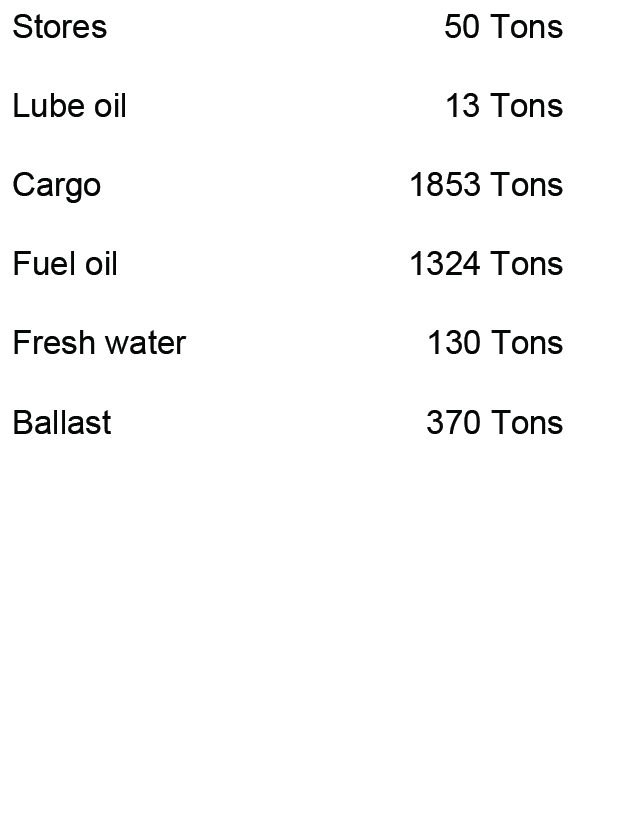 Stores 50 Tons
Lube oil 13 Tons
Cargo 1853 Tons
Fuel oil 1324 Tons
Fresh water 130 Tons
Ballast 370 Tons